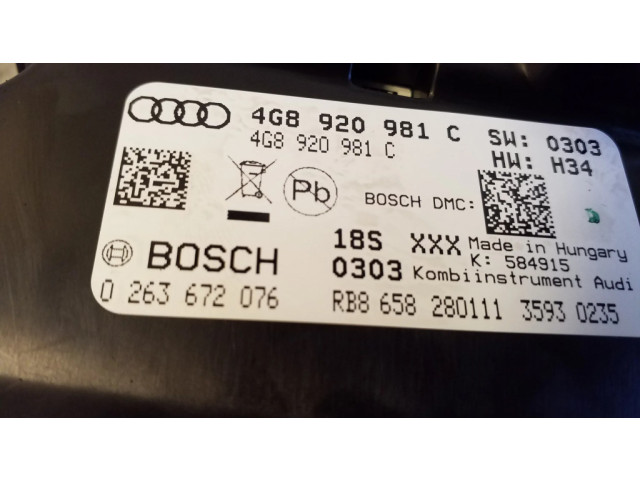 4G8 920 981 C SW: 0303
4G8 920 981 C HW: H34
Pb BOSCH DMC:
BOSCH 18S XXX Made in Hungary
K: 584915
0303 Kombiinstrument Audi
0 263 672 076 RB8 658 280111 3593 0235